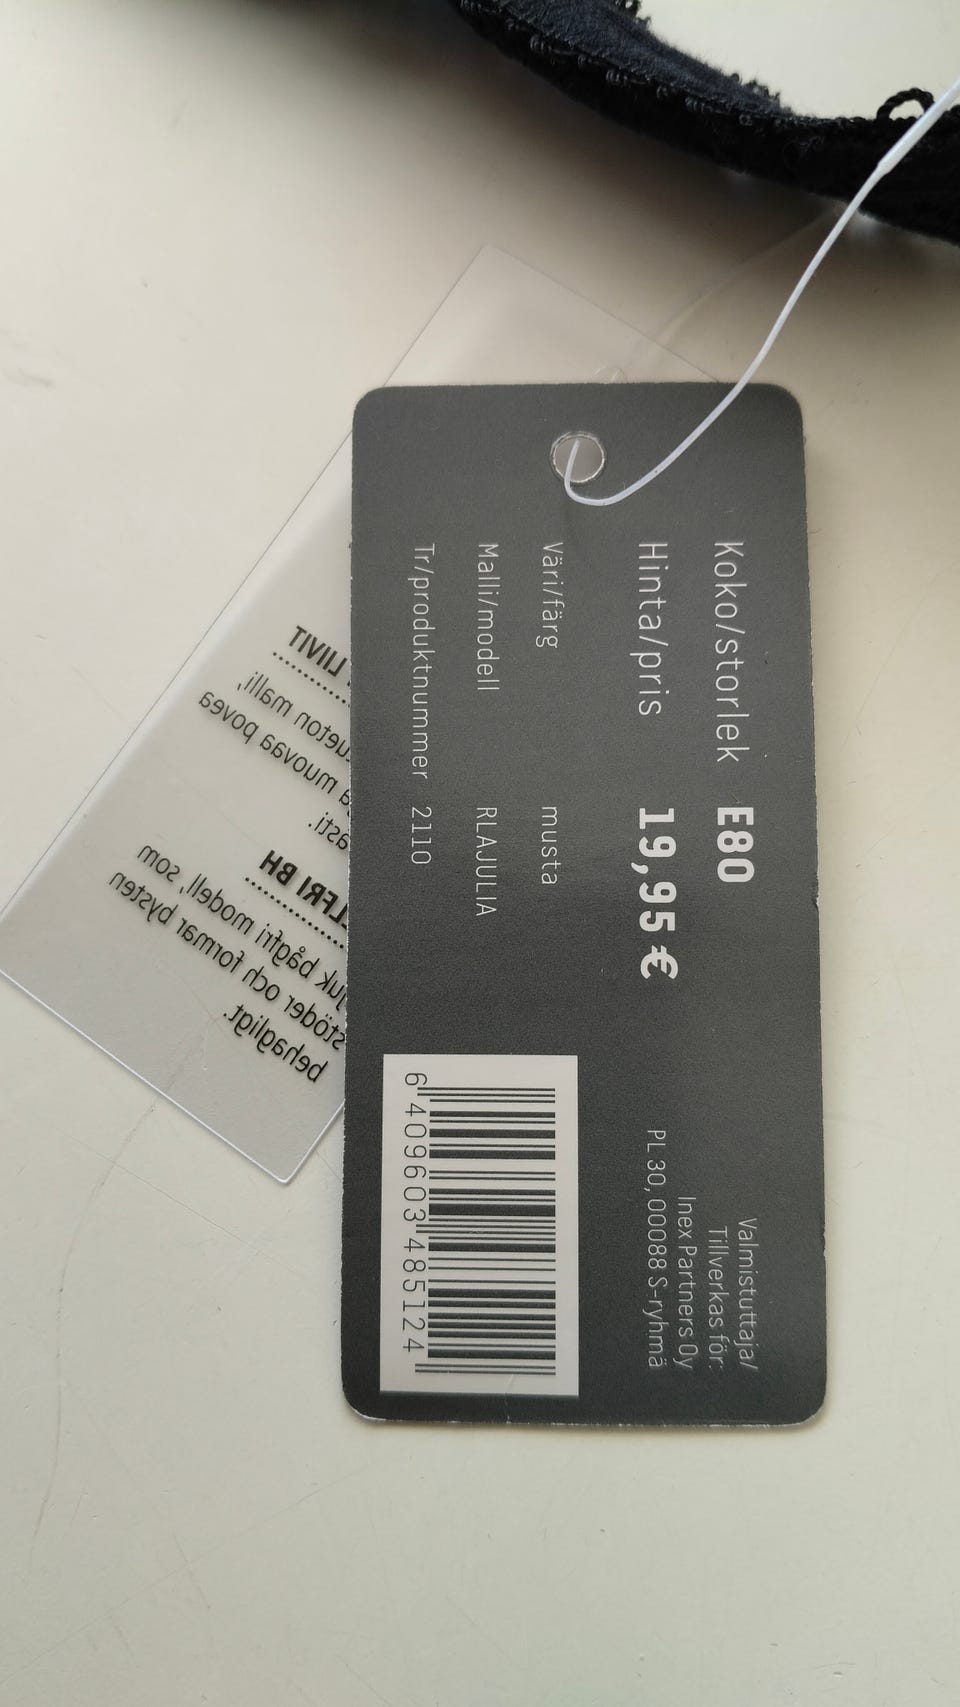 Koko/storlek E80
Hinta/pris 19,95 €
Väri/färg musta
Malli/modell RLAJULIA
Tr/produktnummer 2110
Valmistuttaja/
Tillverkas för:
Inex Partners Oy
PL 30, 00088 S-ryhmä
6 409603 485124
LIIVIT
malli,
muovaa povea
BH
bågfri modell, som
stöder och formar bysten
behagligt.